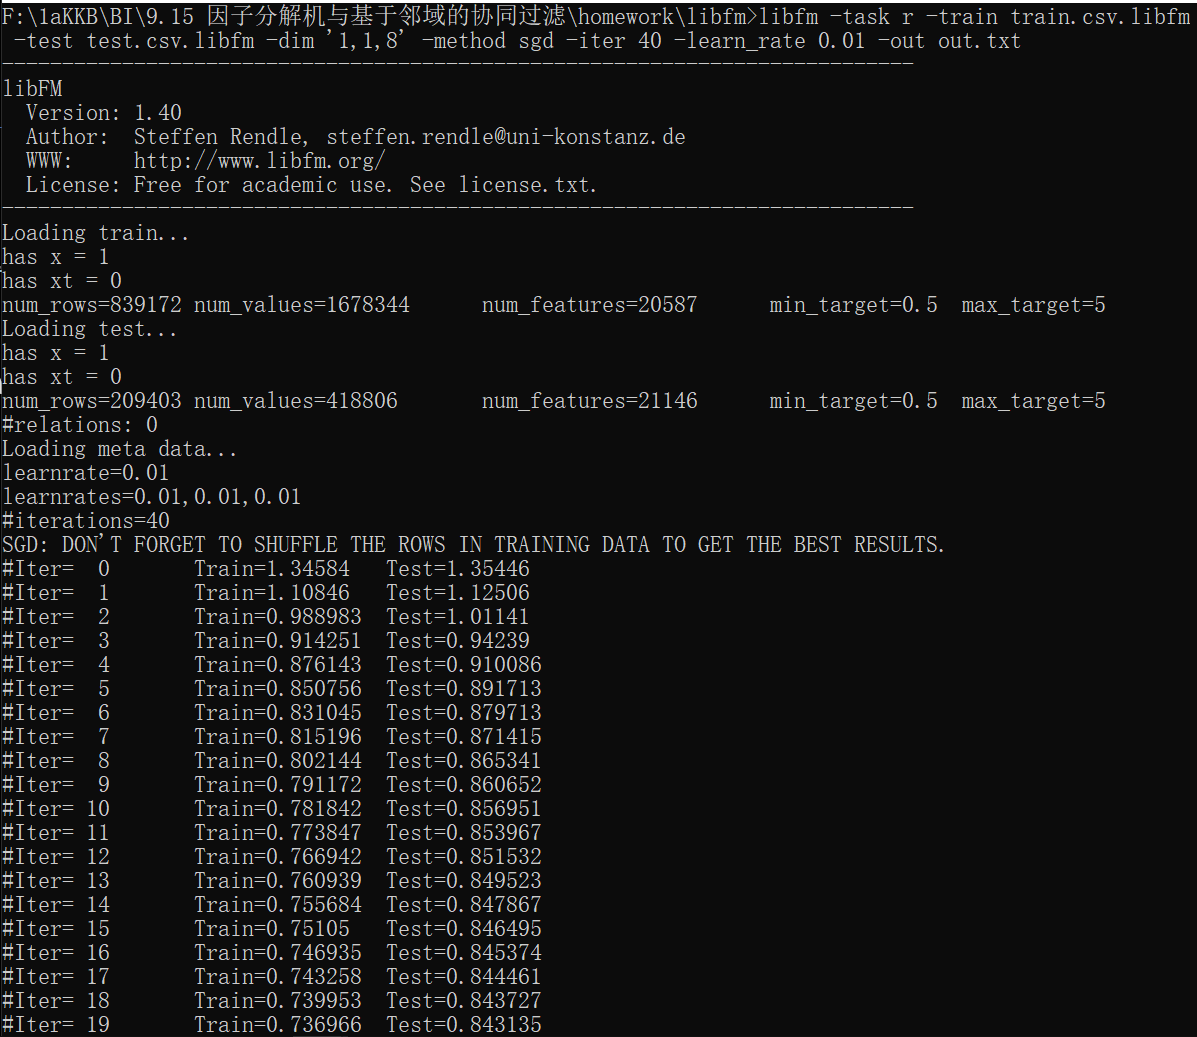 F:\1aKKB\BI\9.15 因子分解机与基于邻域的协同过滤\homework\libfm>libfm -task r -train train.csv.libfm
-test test.csv.libfm -dim '1,1,8' -method sgd -iter 40 -learn_rate 0.01 -out out.txt
----------------------------------------------------------------------------
libFM
  Version: 1.40
  Author:  Steffen Rendle, steffen.rendle@uni-konstanz.de
  WWW:     http://www.libfm.org/
  License: Free for academic use. See license.txt.
----------------------------------------------------------------------------
Loading train...
has x = 1
has xt = 0
num_rows=839172 num_values=1678344      num_features=20587      min_target=0.5  max_target=5
Loading test...
has x = 1
has xt = 0
num_rows=209403 num_values=418806       num_features=21146      min_target=0.5  max_target=5
#relations: 0
Loading meta data...
learnrate=0.01
learnrates=0.01,0.01,0.01
#iterations=40
SGD: DON'T FORGET TO SHUFFLE THE ROWS IN TRAINING DATA TO GET THE BEST RESULTS.
#Iter=  0       Train=1.34584   Test=1.35446
#Iter=  1       Train=1.10846   Test=1.12506
#Iter=  2       Train=0.988983  Test=1.01141
#Iter=  3       Train=0.914251  Test=0.94239
#Iter=  4       Train=0.876143  Test=0.910086
#Iter=  5       Train=0.850756  Test=0.891713
#Iter=  6       Train=0.831045  Test=0.879713
#Iter=  7       Train=0.815196  Test=0.871415
#Iter=  8       Train=0.802144  Test=0.865341
#Iter=  9       Train=0.791172  Test=0.860652
#Iter= 10       Train=0.781842  Test=0.856951
#Iter= 11       Train=0.773847  Test=0.853967
#Iter= 12       Train=0.766942  Test=0.851532
#Iter= 13       Train=0.760939  Test=0.849523
#Iter= 14       Train=0.755684  Test=0.847867
#Iter= 15       Train=0.75105   Test=0.846495
#Iter= 16       Train=0.746935  Test=0.845374
#Iter= 17       Train=0.743258  Test=0.844461
#Iter= 18       Train=0.739953  Test=0.843727
#Iter= 19       Train=0.736966  Test=0.843135